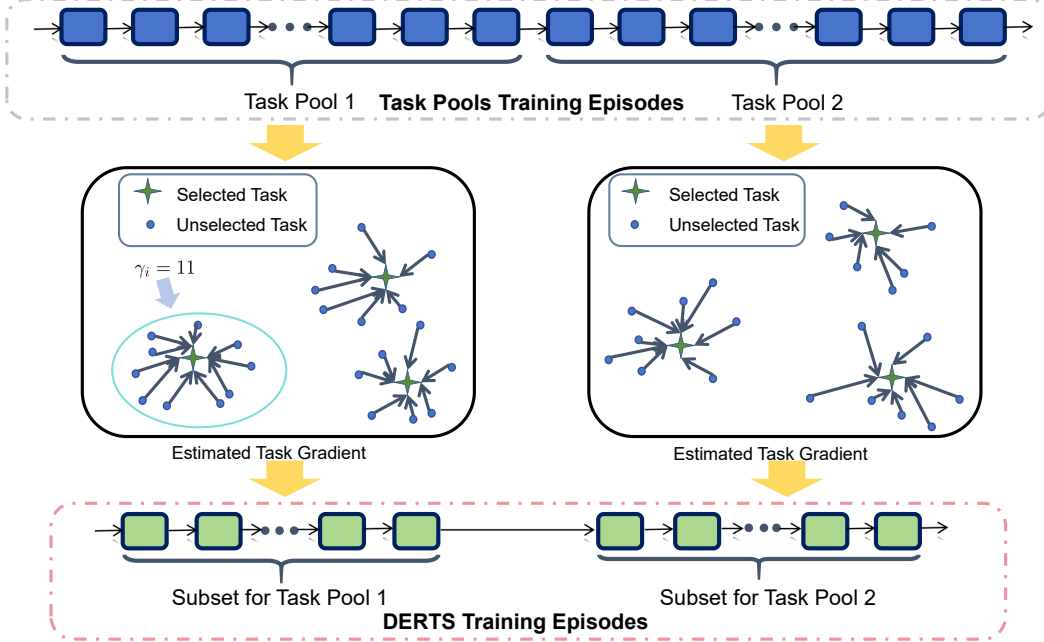 Task Pool 1
Task Pools Training Episodes
Task Pool 2
Selected Task
Unselected Task
γᵢ = 11
Estimated Task Gradient
Selected Task
Unselected Task
Estimated Task Gradient
Subset for Task Pool 1
Subset for Task Pool 2
DERTS Training Episodes